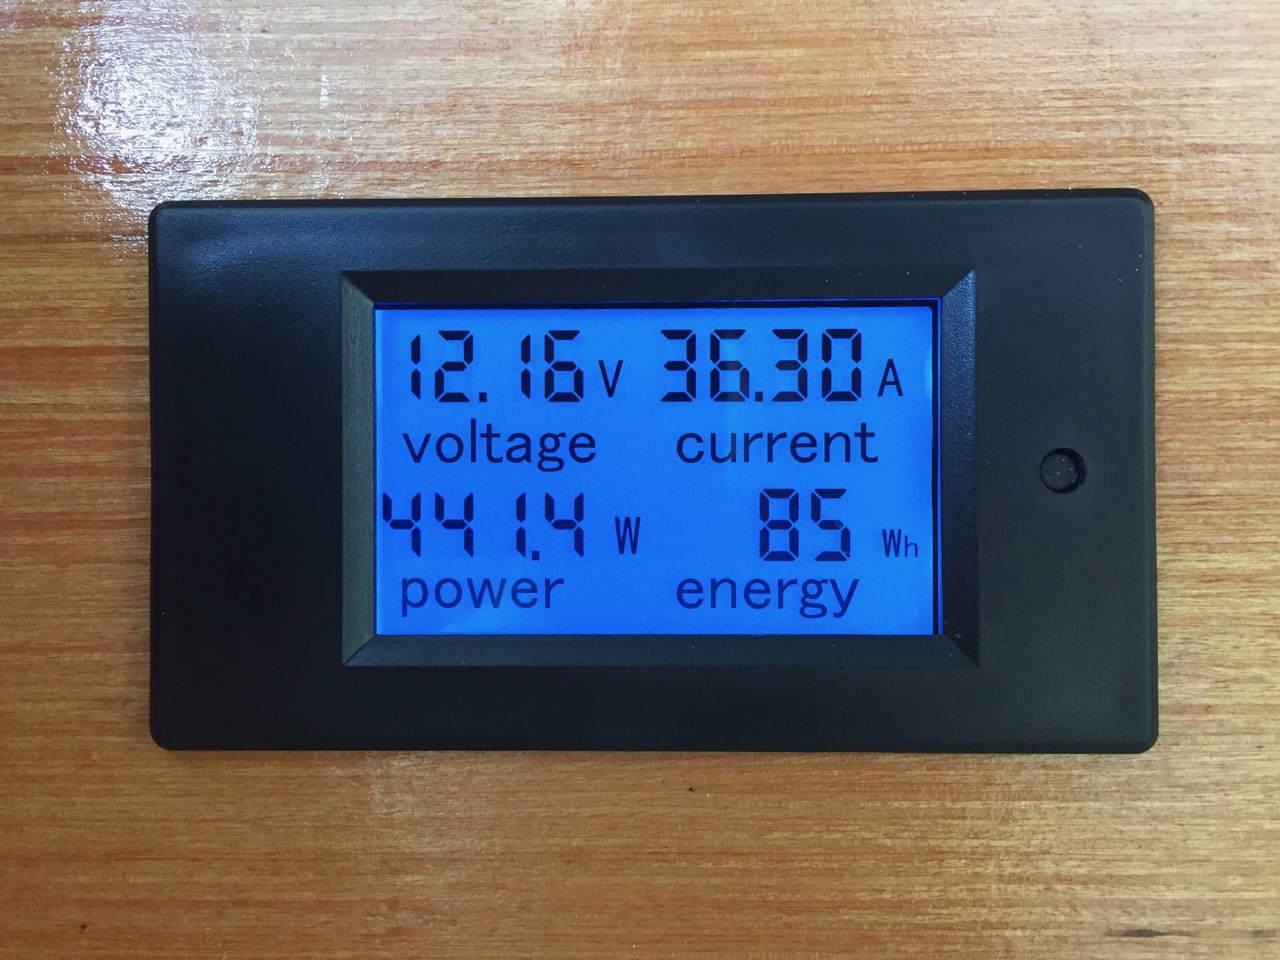 12.16 V 36.30 A
voltage current
441.4 W 85 Wh
power energy